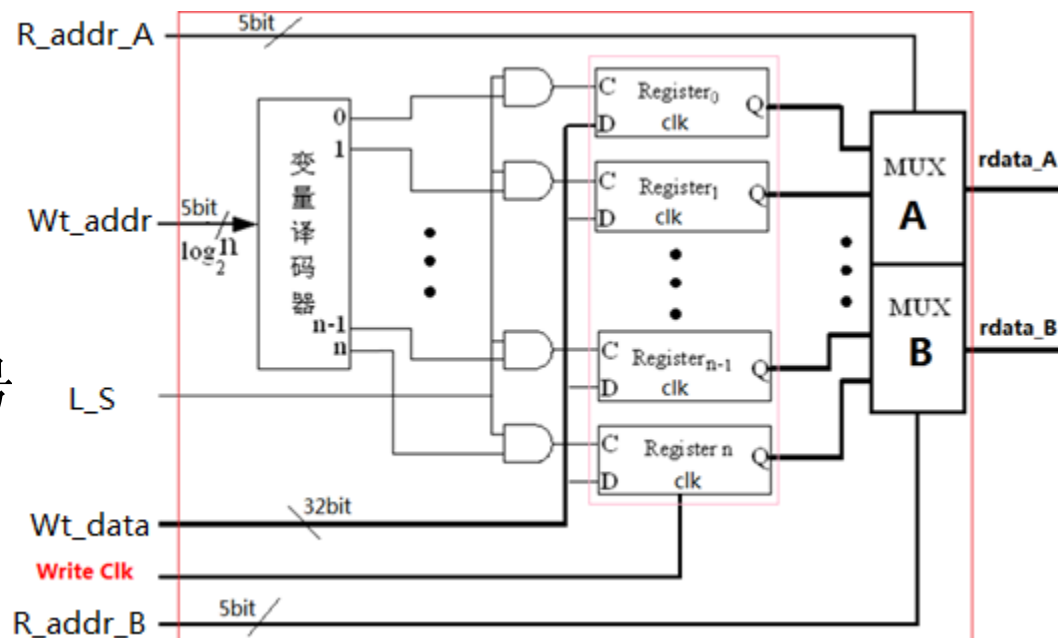 R_addr_A
5bit
0
1
n-1
n
变量译码器
Wt_addr
5bit
log2n
L_S
Wt_data
32bit
Write Clk
R_addr_B
5bit
C Register0 Q
D clk
C Register1 Q
D clk
C Registern-1 Q
D clk
C Register n Q
D clk
MUX
A
rdata_A
MUX
B
rdata_B